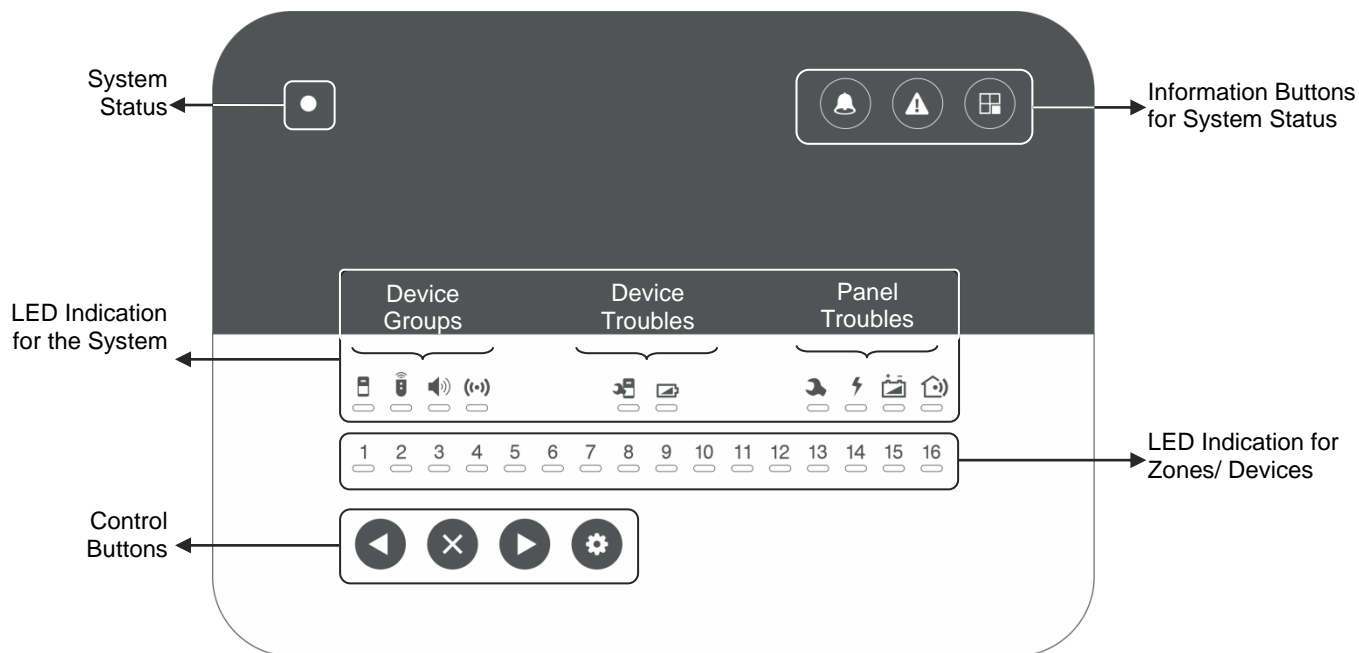 System
Status
Information Buttons
for System Status
LED Indication
for the System
Device
Groups
Device
Troubles
Panel
Troubles
1 2 3 4 5 6 7 8 9 10 11 12 13 14 15 16
LED Indication for
Zones/ Devices
Control
Buttons